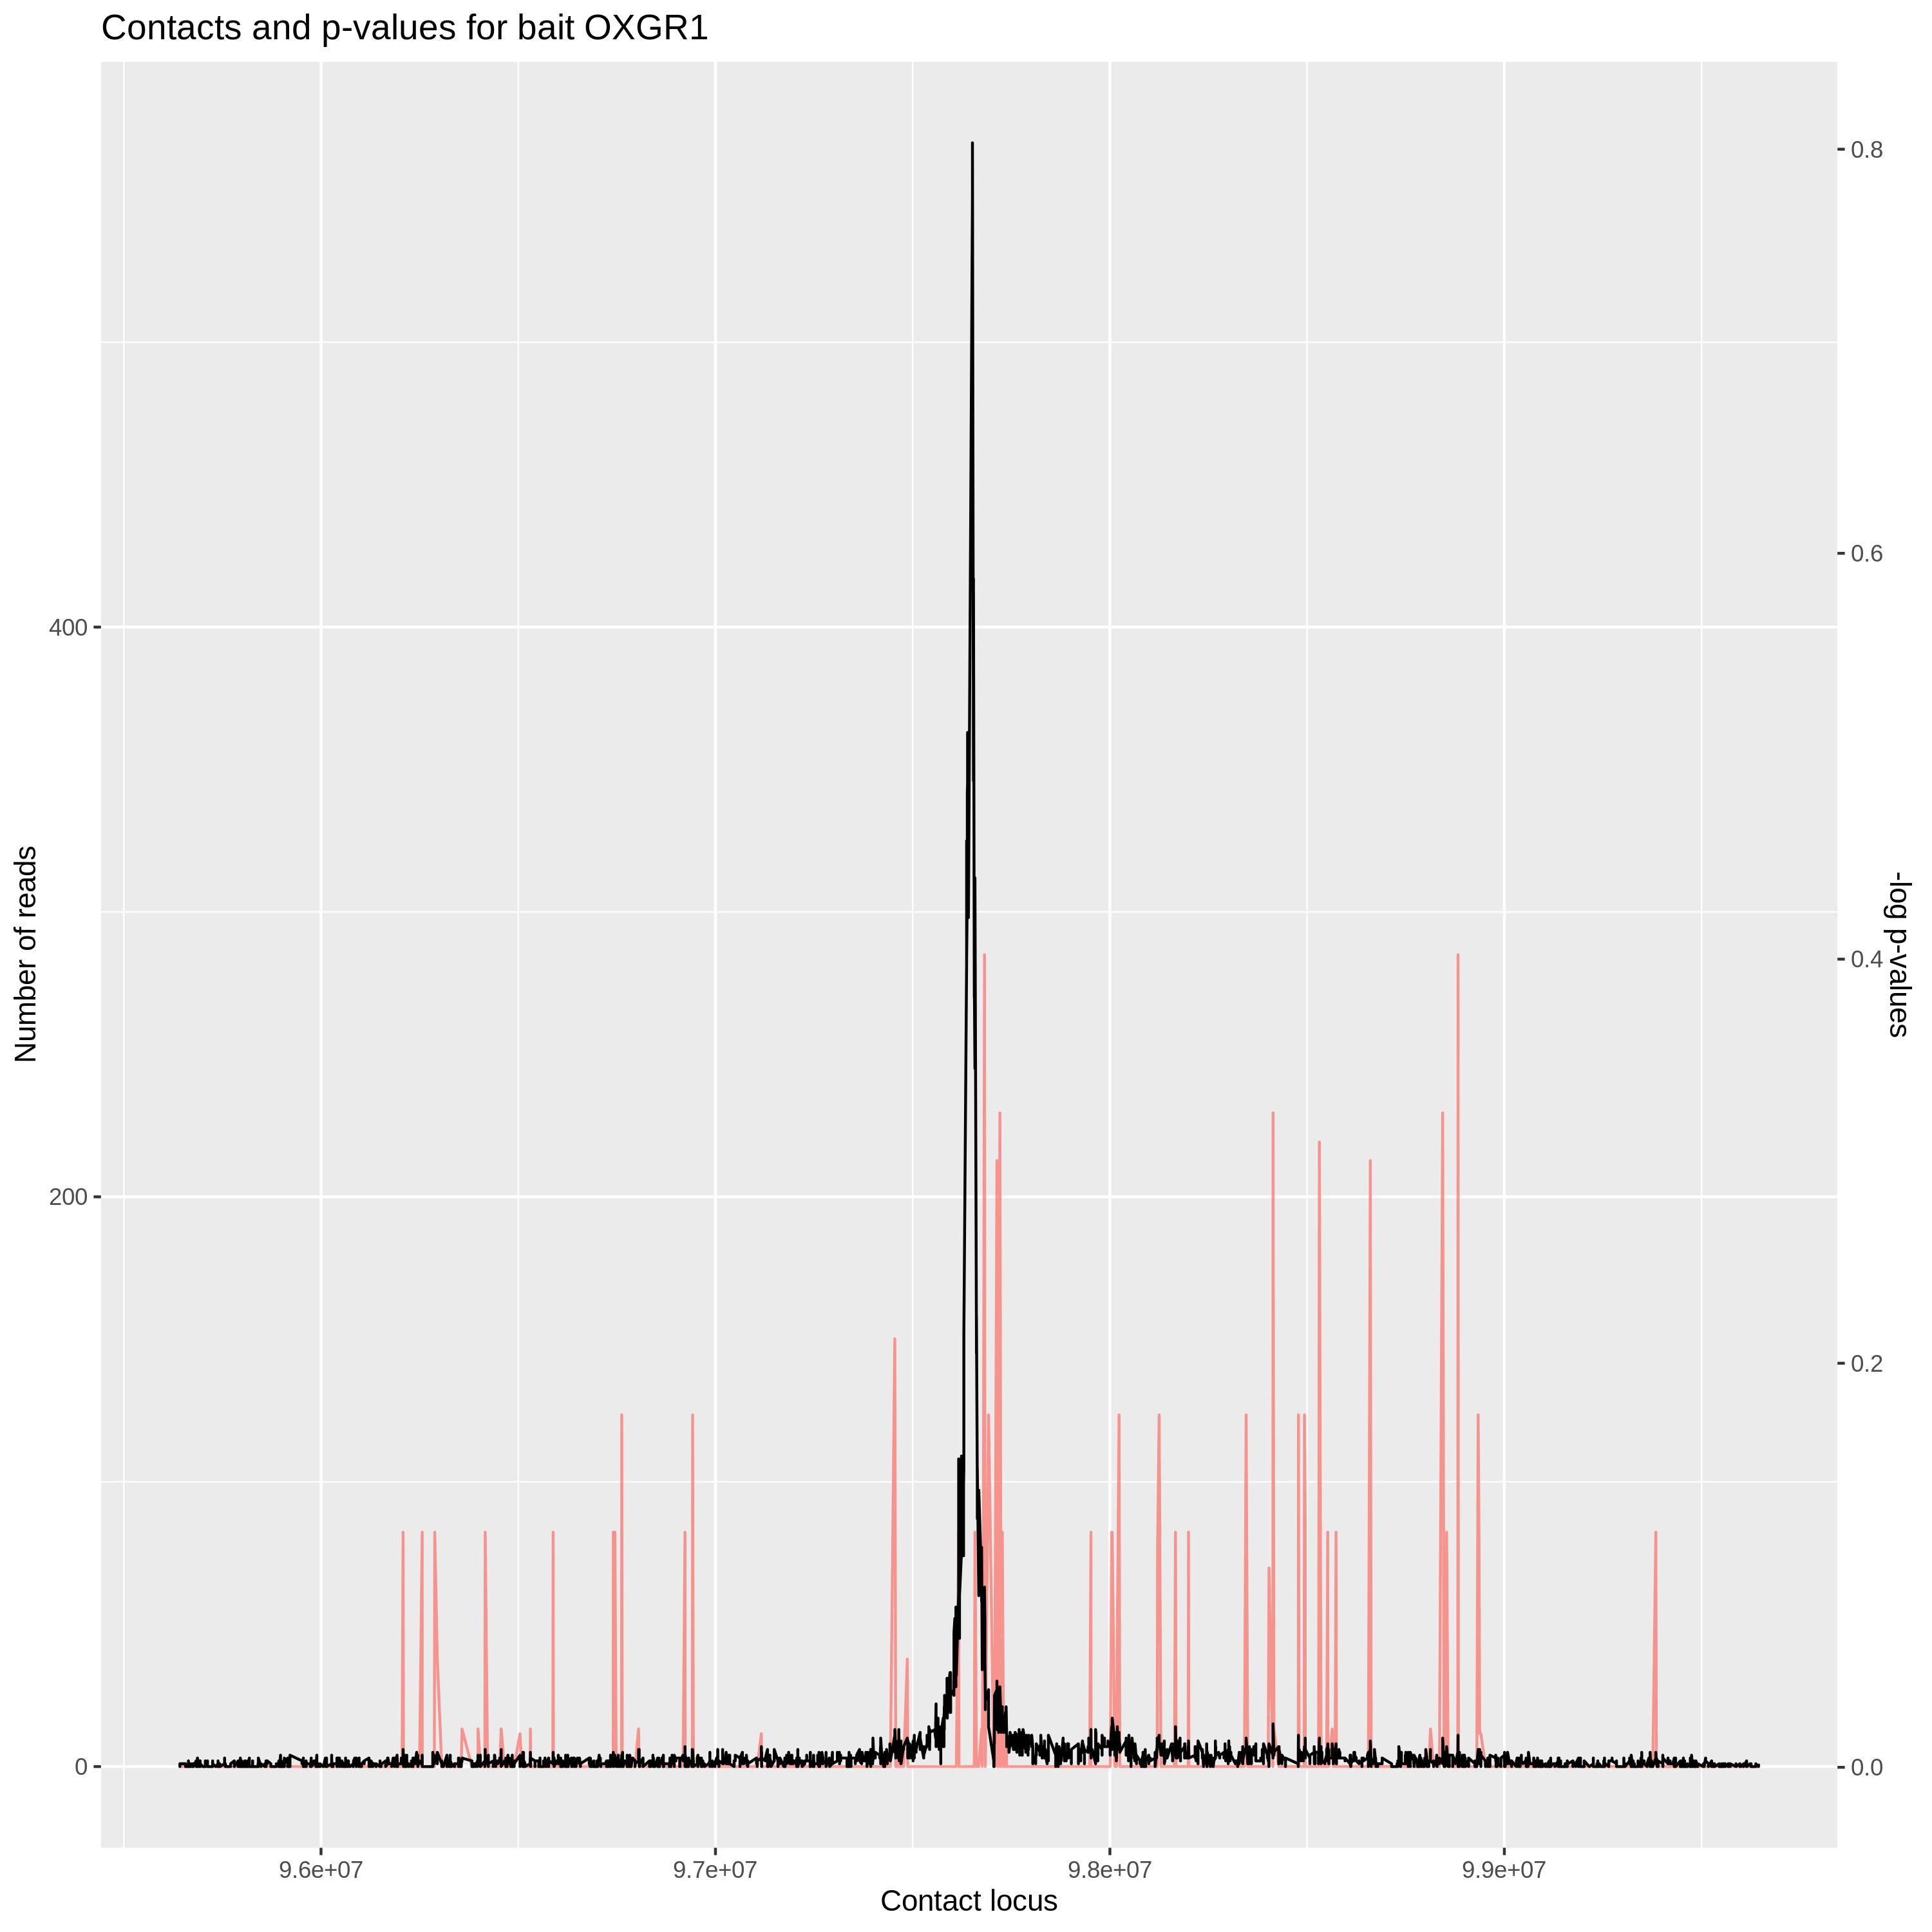 Contacts and p-values for bait OXGR1
Number of reads
400
200
0
0.8
0.6
0.4
0.2
0.0
-log p-values
9.6e+07
9.7e+07
9.8e+07
9.9e+07
Contact locus